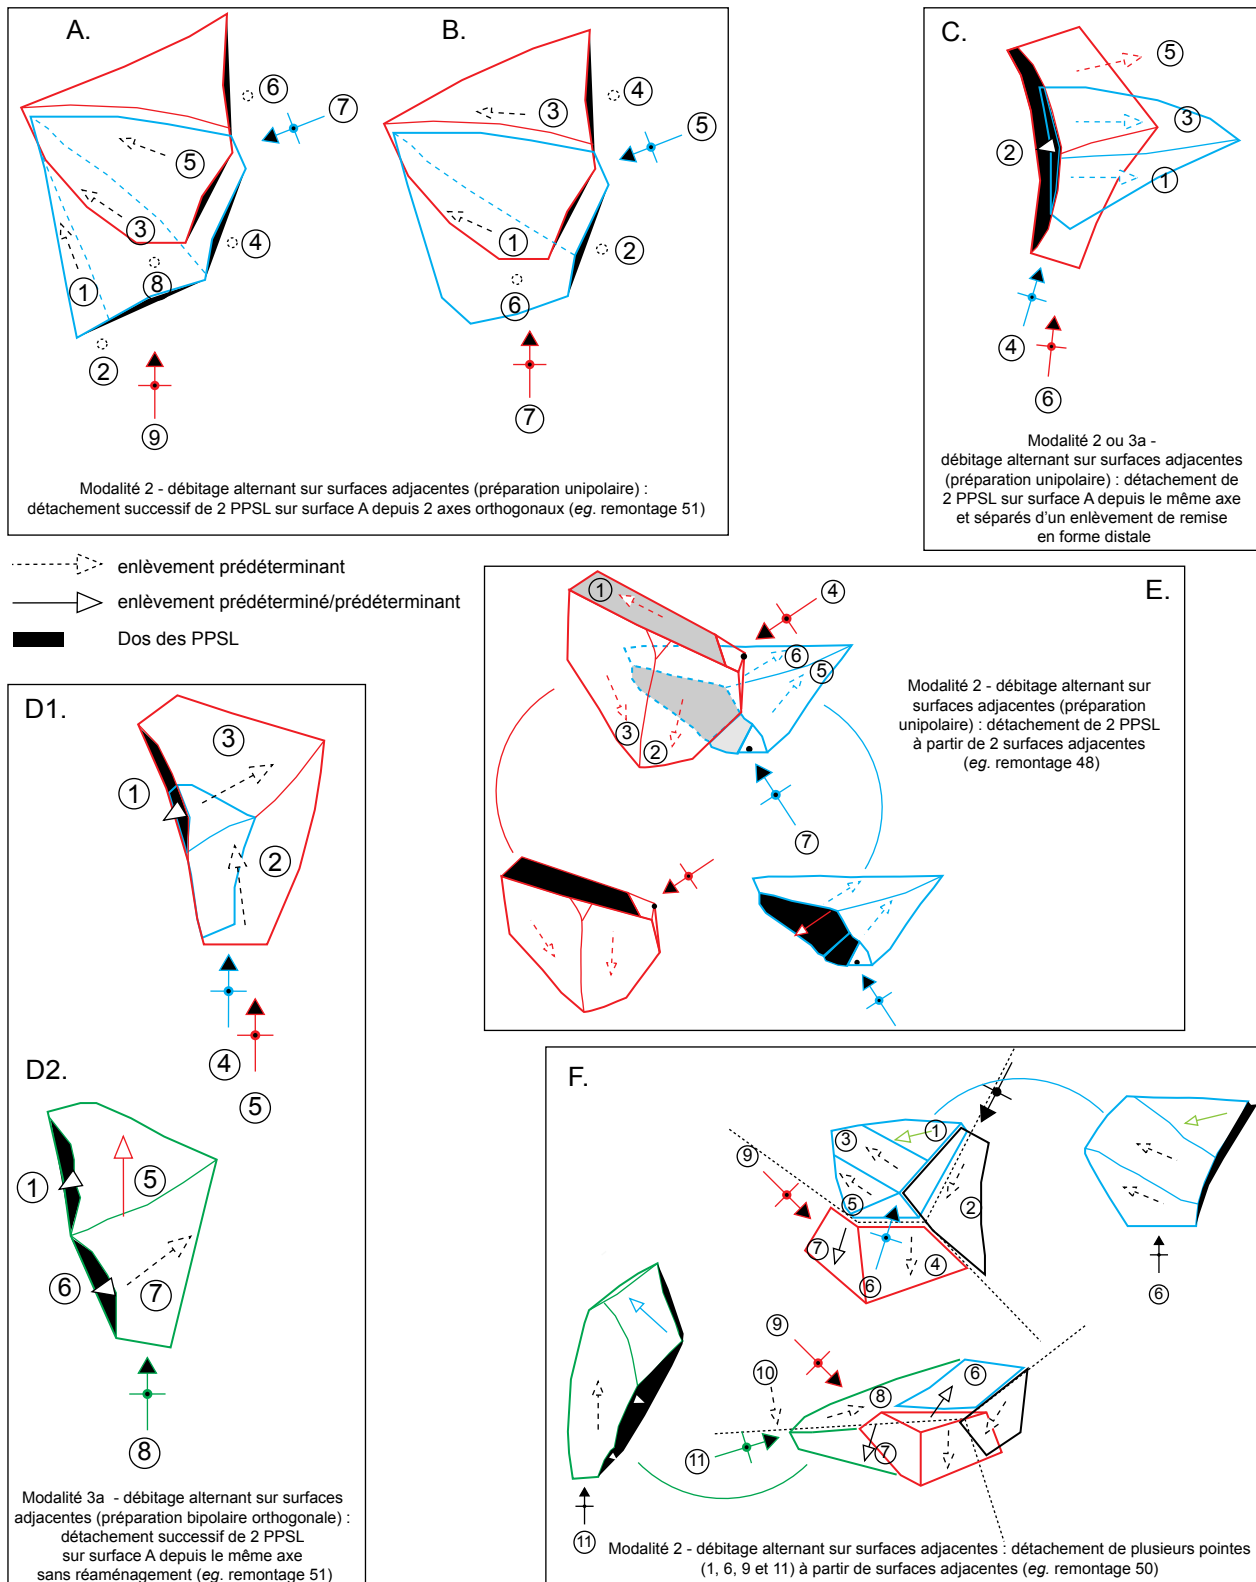 A.
B.
6
7
4
5
3
5
3
1
4
2
8
1
6
2
9
7
Modalité 2 - débitage alternant sur surfaces adjacentes (préparation unipolaire) :
détachement successif de 2 PPSL sur surface A depuis 2 axes orthogonaux (eg. remontage 51)
C.
5
3
2
1
4
6
Modalité 2 ou 3a -
débitage alternant sur surfaces adjacentes
(préparation unipolaire) : détachement de
2 PPSL sur surface A depuis le même axe
et séparés d'un enlèvement de remise
en forme distale
enlèvement prédéterminant
enlèvement prédéterminé/prédéterminant
Dos des PPSL
D1.
3
1
2
4
5
D2.
1
5
6
7
8
Modalité 3a - débitage alternant sur surfaces
adjacentes (préparation bipolaire orthogonale) :
détachement successif de 2 PPSL
sur surface A depuis le même axe
sans réaménagement (eg. remontage 51)
E.
1
4
6
5
3
2
7
Modalité 2 - débitage alternant sur
surfaces adjacentes (préparation
unipolaire) : détachement de 2 PPSL
à partir de 2 surfaces adjacentes
(eg. remontage 48)
F.
1
3
9
5
2
7
4
6
6
9
6
10
8
7
11
11
Modalité 2 - débitage alternant sur surfaces adjacentes : détachement de plusieurs pointes
(1, 6, 9 et 11) à partir de surfaces adjacentes (eg. remontage 50)